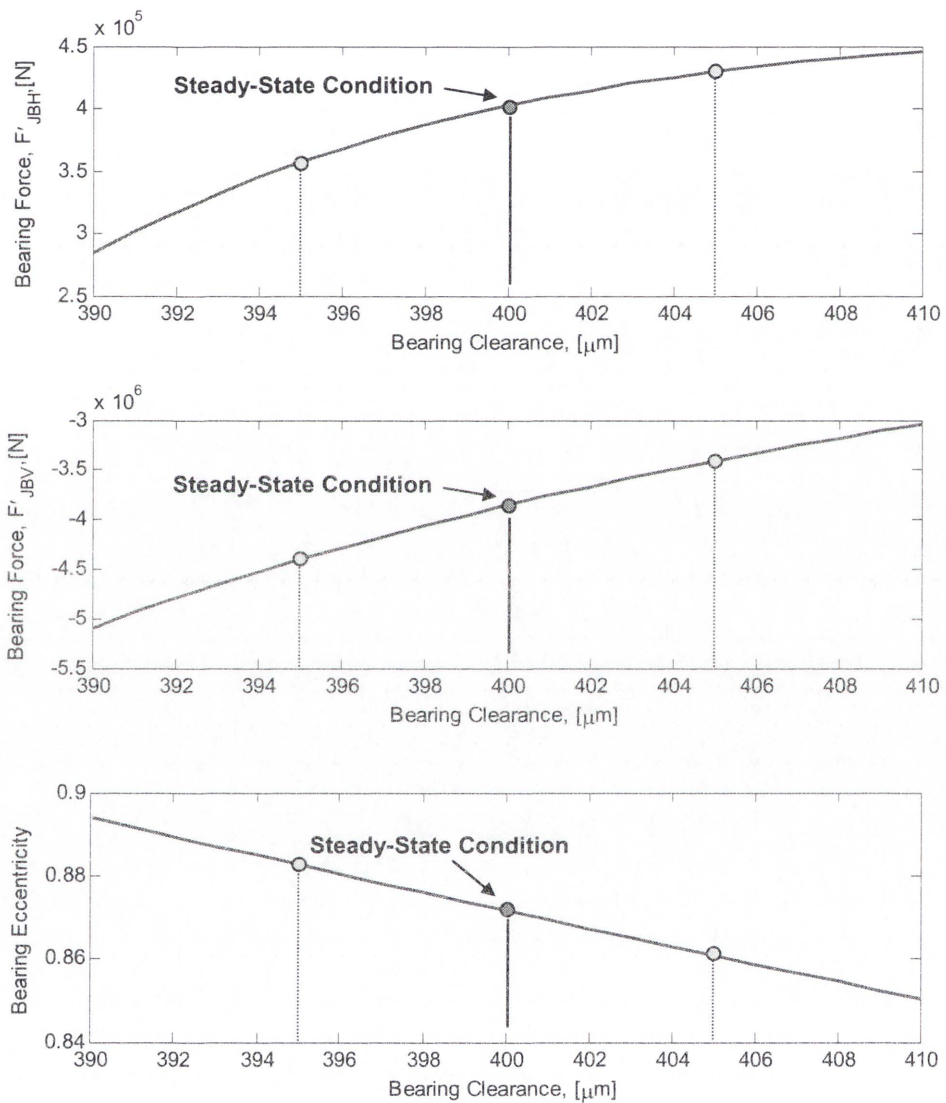 x 10⁵
4.5
4
3.5
3
2.5
Bearing Force, F′JBH, [N]
Steady-State Condition
390 392 394 396 398 400 402 404 406 408 410
Bearing Clearance, [μm]
x 10⁶
-3
-3.5
-4
-4.5
-5
-5.5
Bearing Force, F′JBV, [N]
Steady-State Condition
390 392 394 396 398 400 402 404 406 408 410
Bearing Clearance, [μm]
0.9
0.88
0.86
0.84
Bearing Eccentricity
Steady-State Condition
390 392 394 396 398 400 402 404 406 408 410
Bearing Clearance, [μm]